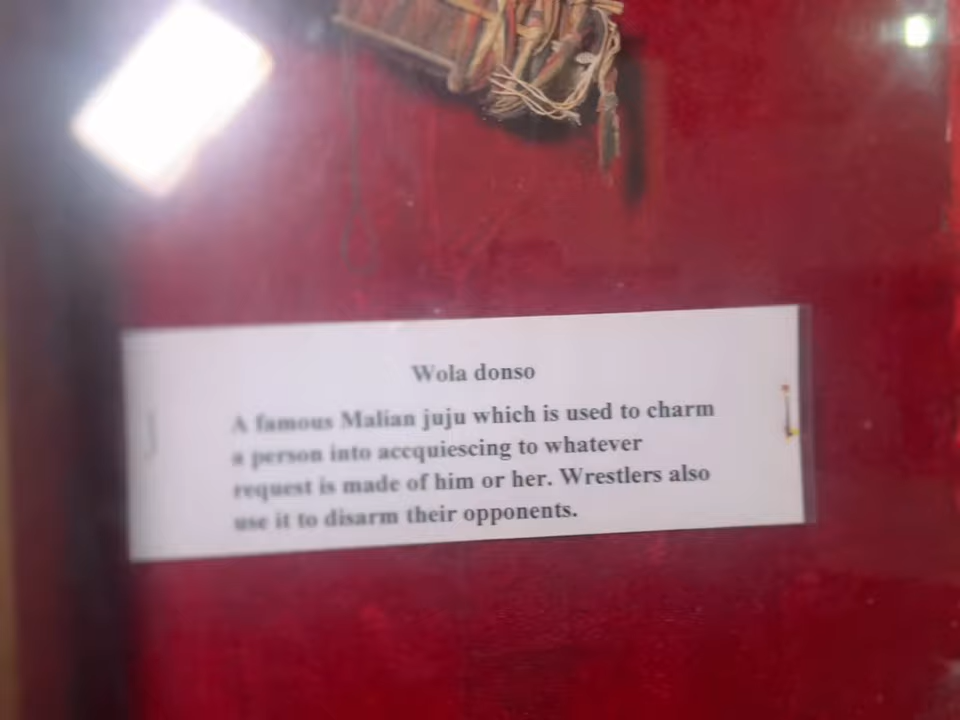 Wola donso
A famous Malian juju which is used to charm
a person into accquiescing to whatever
request is made of him or her. Wrestlers also
use it to disarm their opponents.